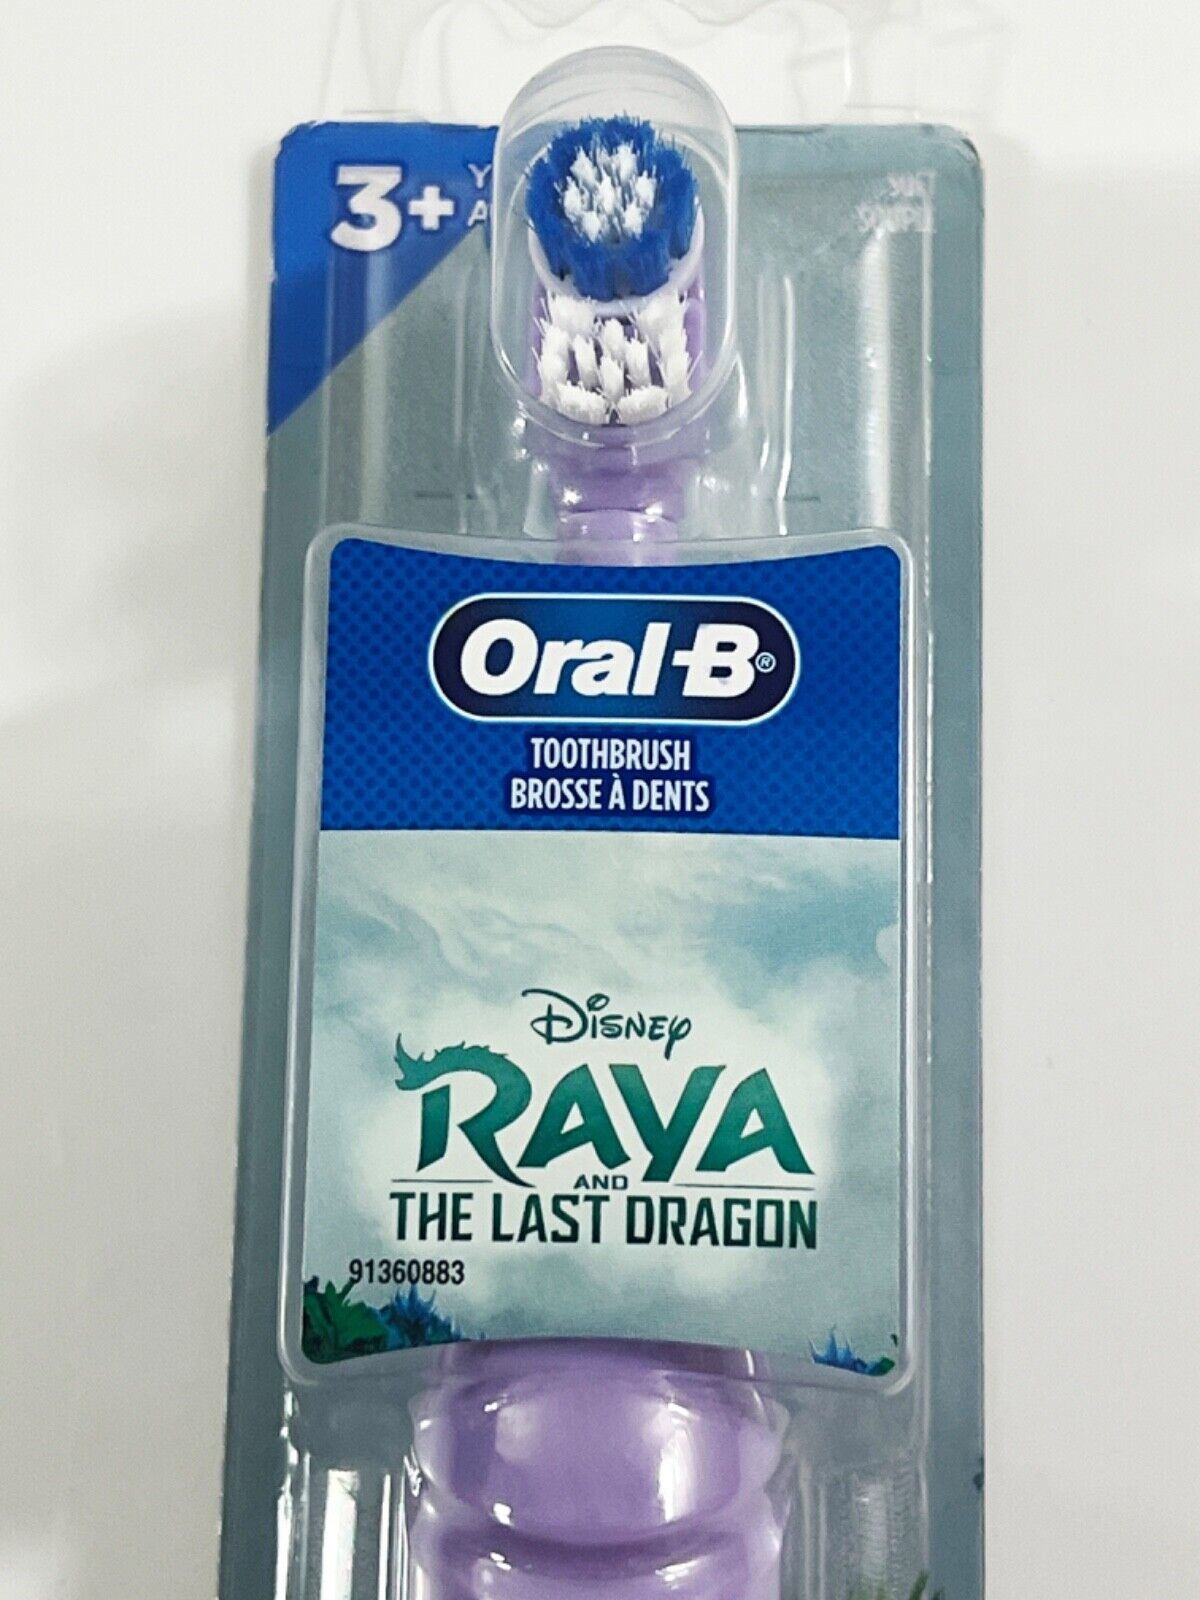 3+
Oral-B®
TOOTHBRUSH
BROSSE À DENTS
Disney
RAYA
AND
THE LAST DRAGON
91360883